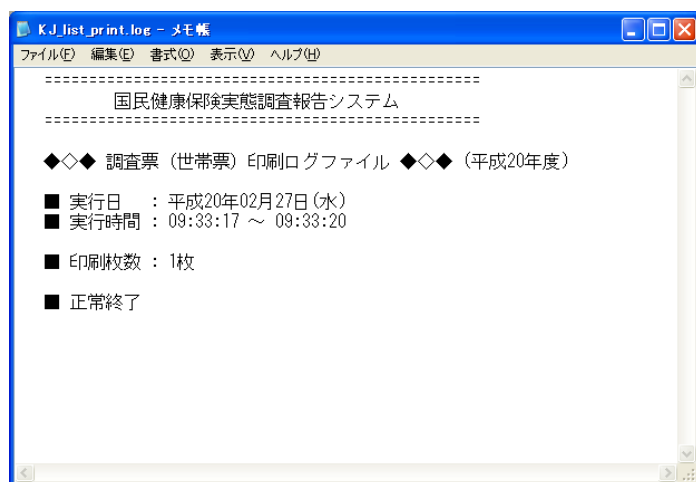 KJ_list_print.log - メモ帳
ファイル(F) 編集(E) 書式(O) 表示(V) ヘルプ(H)
==================================================
国民健康保険実態調査報告システム
==================================================
◆◇◆ 調査票（世帯票）印刷ログファイル ◆◇◆（平成20年度）
■ 実行日 : 平成20年02月27日(水)
■ 実行時間 : 09:33:17 ～ 09:33:20
■ 印刷枚数 : 1枚
■ 正常終了